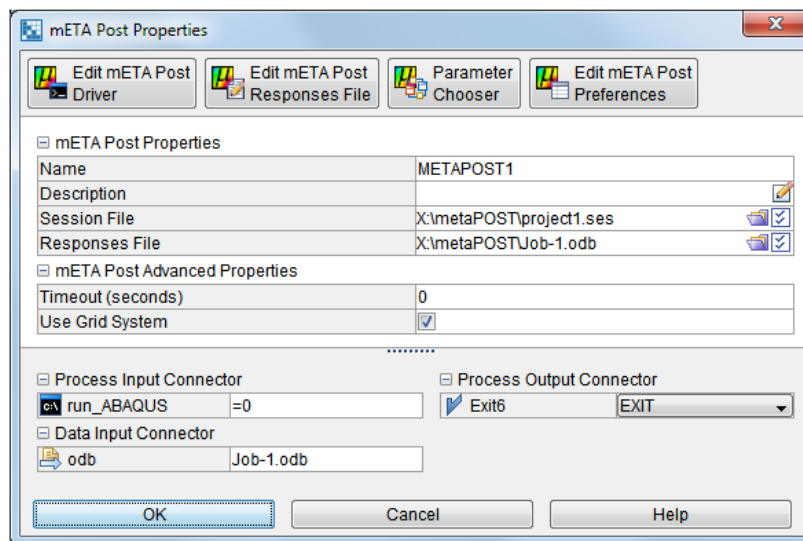 mETA Post Properties
Edit mETA Post Driver
Edit mETA Post Responses File
Parameter Chooser
Edit mETA Post Preferences
mETA Post Properties
Name METAPOST1
Description
Session File X:\metaPOST\project1.ses
Responses File X:\metaPOST\Job-1.odb
mETA Post Advanced Properties
Timeout (seconds) 0
Use Grid System
Process Input Connector
run_ABAQUS =0
Process Output Connector
Exit6 EXIT
Data Input Connector
odb Job-1.odb
OK Cancel Help